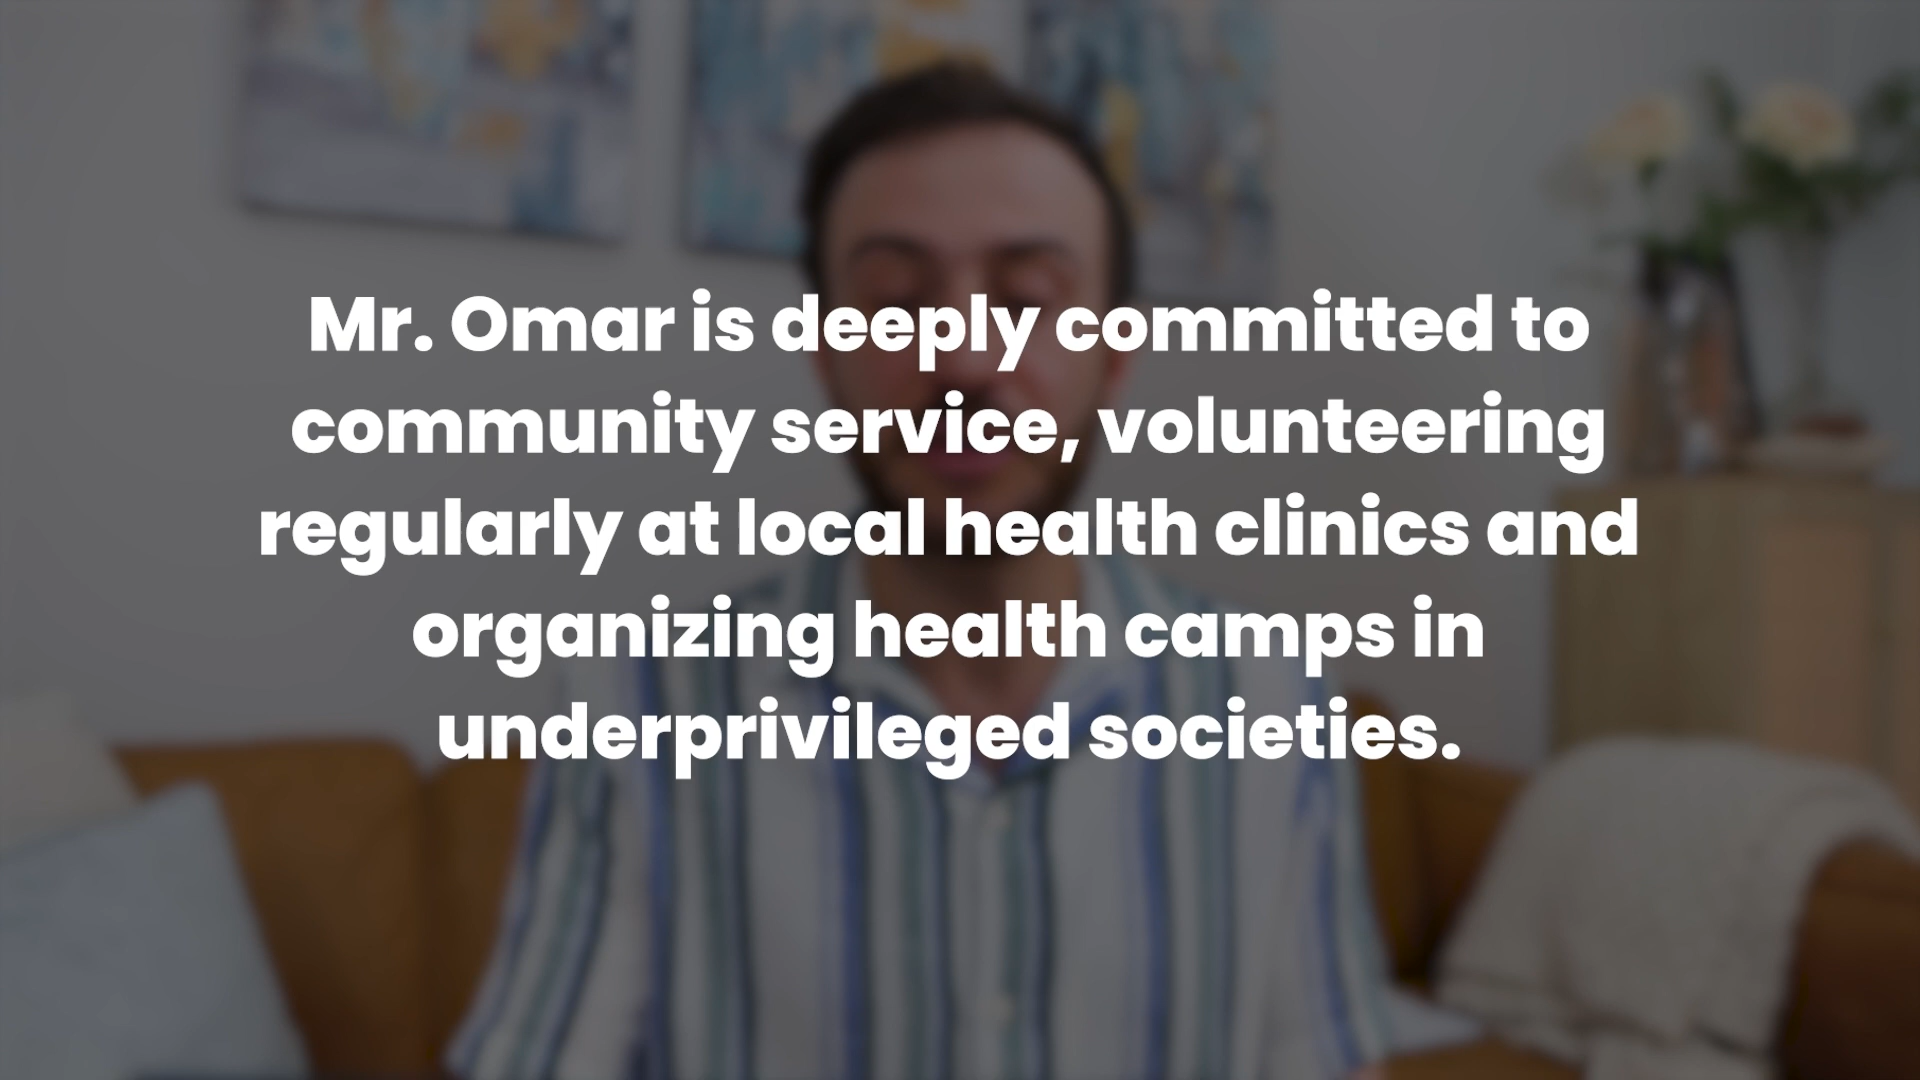 Mr. Omar is deeply committed to
community service, volunteering
regularly at local health clinics and
organizing health camps in
underprivileged societies.